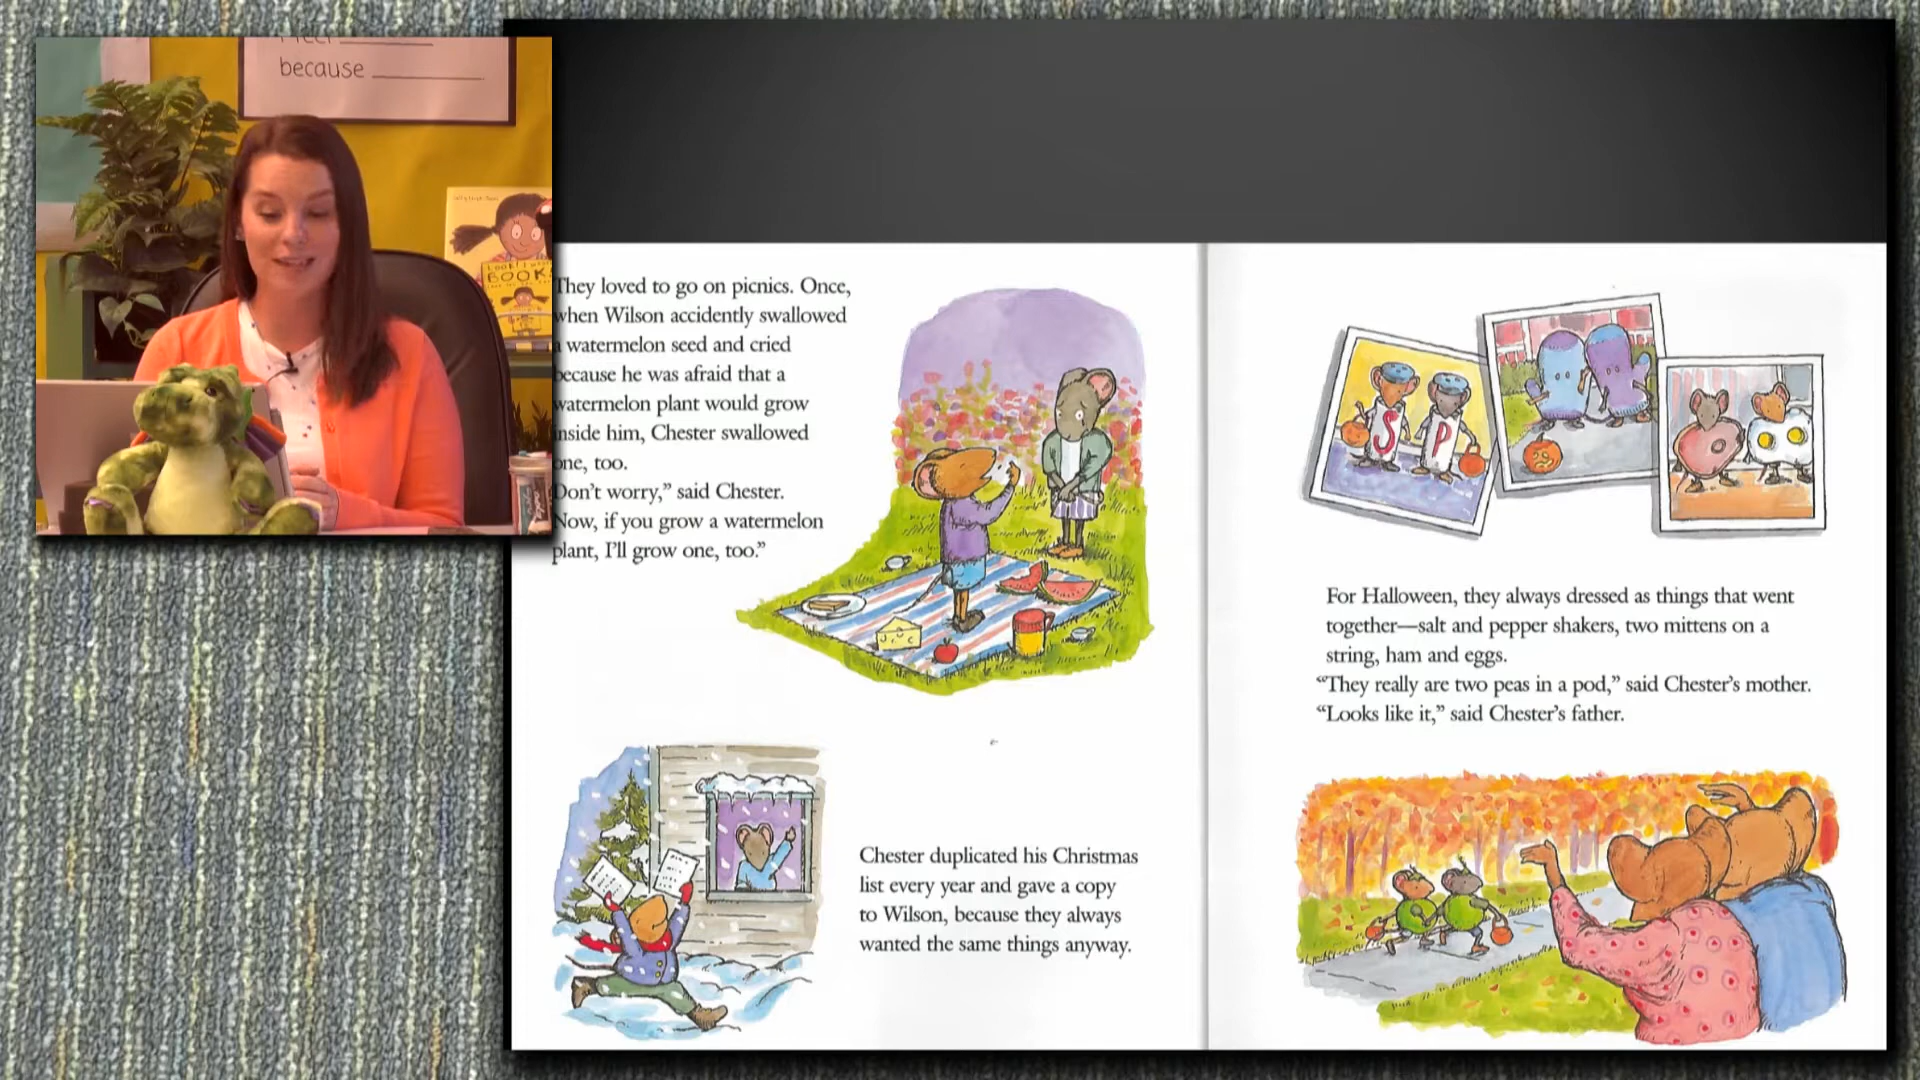 because
LOOK! I
BOOK
They loved to go on picnics. Once,
when Wilson accidently swallowed
a watermelon seed and cried
because he was afraid that a
watermelon plant would grow
inside him, Chester swallowed
one, too.
Don't worry,” said Chester.
Now, if you grow a watermelon
plant, I'll grow one, too.”
Chester duplicated his Christmas
list every year and gave a copy
to Wilson, because they always
wanted the same things anyway.
S P
For Halloween, they always dressed as things that went
together—salt and pepper shakers, two mittens on a
string, ham and eggs.
“They really are two peas in a pod,” said Chester's mother.
“Looks like it,” said Chester's father.